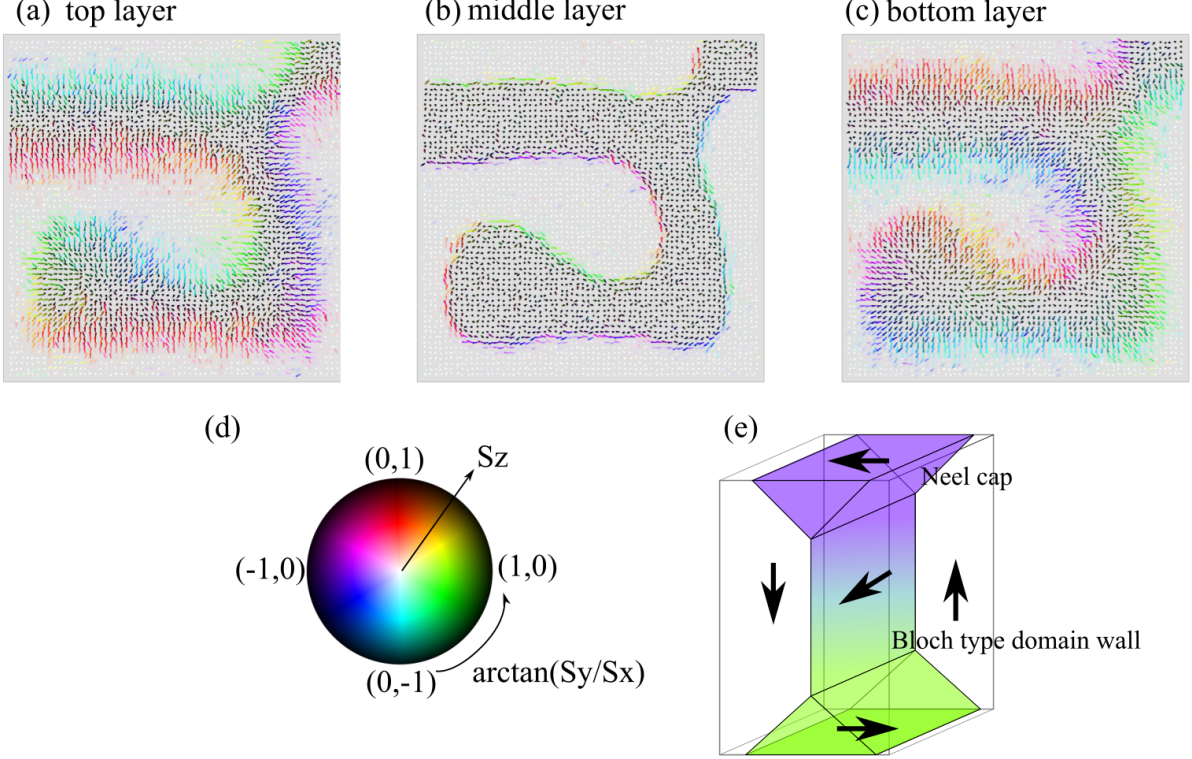 (a) top layer
(b) middle layer
(c) bottom layer
(d)
(e)
Sz
(0,1)
(-1,0)
(1,0)
(0,-1)
arctan(Sy/Sx)
Neel cap
Bloch type domain wall